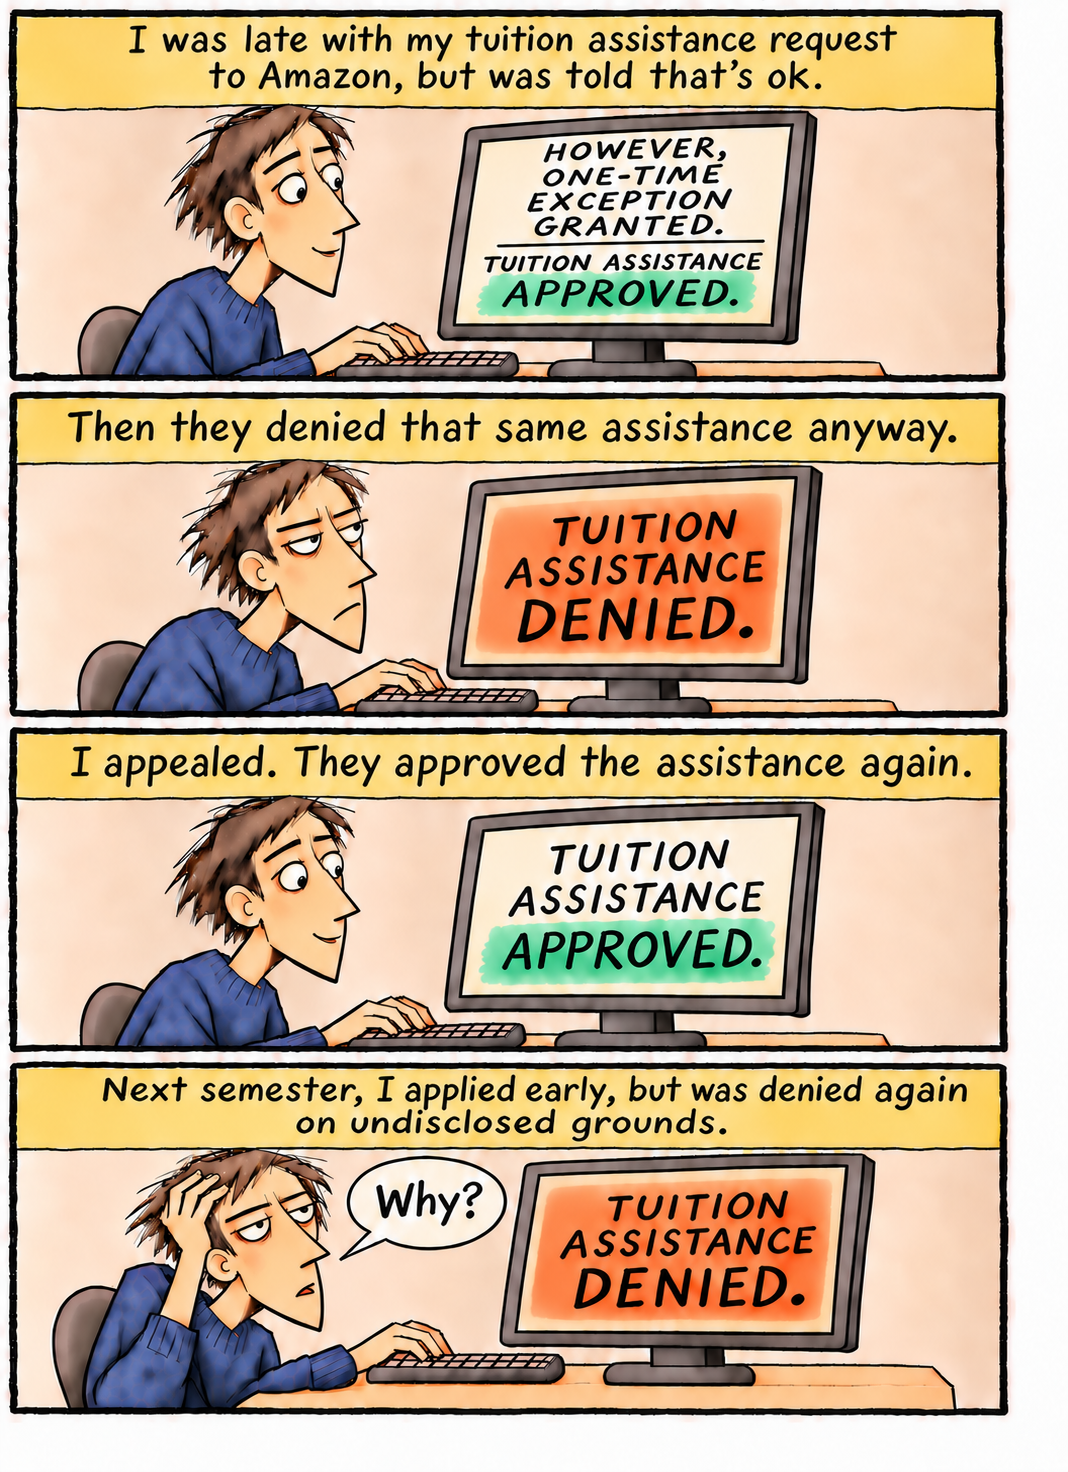 I was late with my tuition assistance request
to Amazon, but was told that's ok.
HOWEVER,
ONE-TIME
EXCEPTION
GRANTED.
TUITION ASSISTANCE
APPROVED.
Then they denied that same assistance anyway.
TUITION
ASSISTANCE
DENIED.
I appealed. They approved the assistance again.
TUITION
ASSISTANCE
APPROVED.
Next semester, I applied early, but was denied again
on undisclosed grounds.
Why?
TUITION
ASSISTANCE
DENIED.